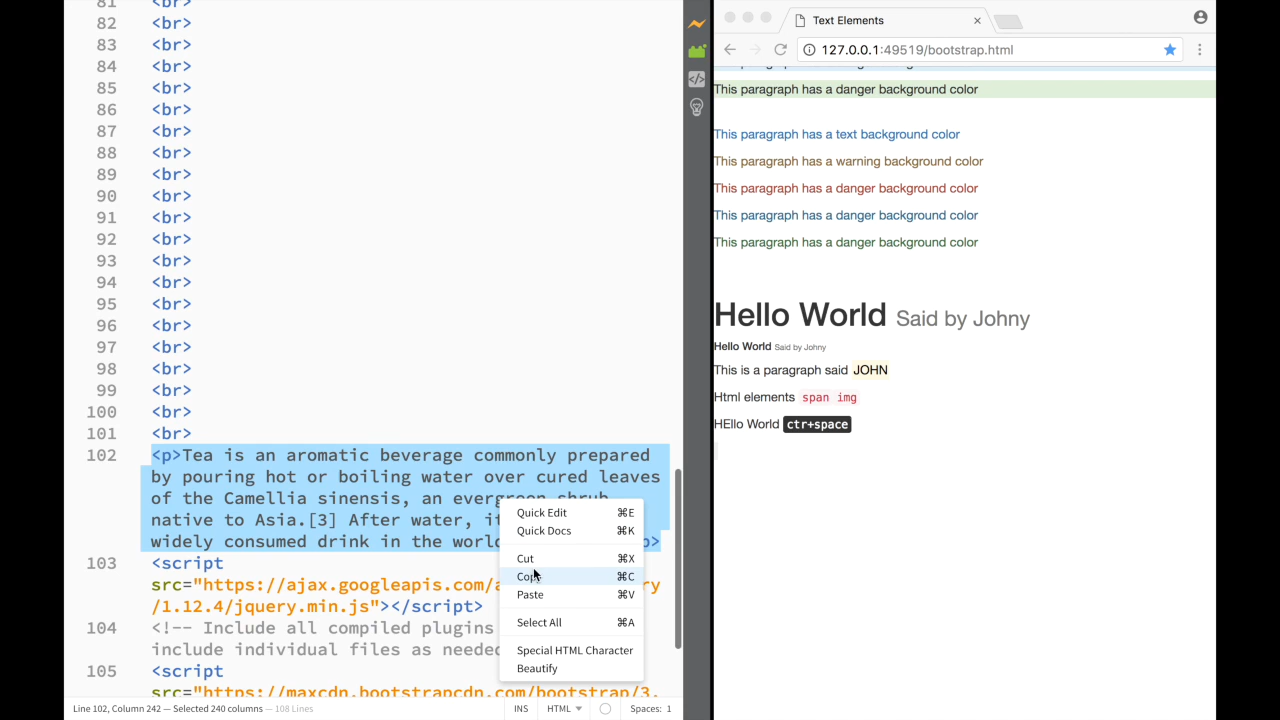 81 <br>
82 <br>
83 <br>
84 <br>
85 <br>
86 <br>
87 <br>
88 <br>
89 <br>
90 <br>
91 <br>
92 <br>
93 <br>
94 <br>
95 <br>
96 <br>
97 <br>
98 <br>
99 <br>
100 <br>
101 <br>
102 <p>Tea is an aromatic beverage commonly prepared
by pouring hot or boiling water over cured leaves
of the Camellia sinensis, an evergreen shrub
native to Asia.[3] After water, it
widely consumed drink in the world
103 <script
src="https://ajax.googleapis.com/a
/1.12.4/jquery.min.js"></script>
104 <!-- Include all compiled plugins
include individual files as needed
105 <script
src="https://maxcdn.bootstrapcdn.com/bootstrap/3.
Quick Edit ⌘E
Quick Docs ⌘K
Cut ⌘X
Copy ⌘C
Paste ⌘V
Select All ⌘A
Special HTML Character
Beautify
Line 102, Column 242 — Selected 240 columns — 108 Lines
INS HTML Spaces: 1
Text Elements
127.0.0.1:49519/bootstrap.html
This paragraph has a danger background color
This paragraph has a text background color
This paragraph has a warning background color
This paragraph has a danger background color
This paragraph has a danger background color
This paragraph has a danger background color
Hello World Said by Johny
Hello World Said by Johny
This is a paragraph said JOHN
Html elements span img
HEllo World ctr+space